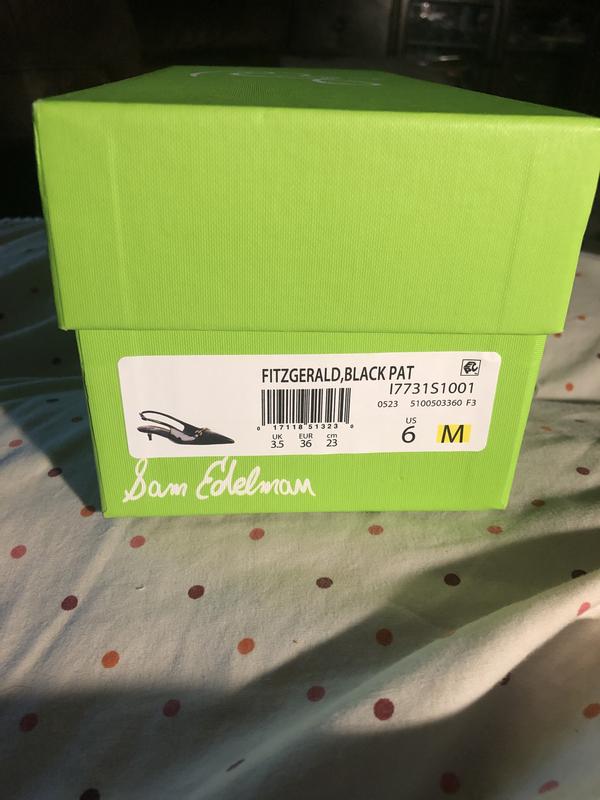 FITZGERALD,BLACK PAT
I7731S1001
0523 5100503360 F3
0 17118 51323 0
UK EUR cm
3.5 36 23
US
6 M
Sam Edelman